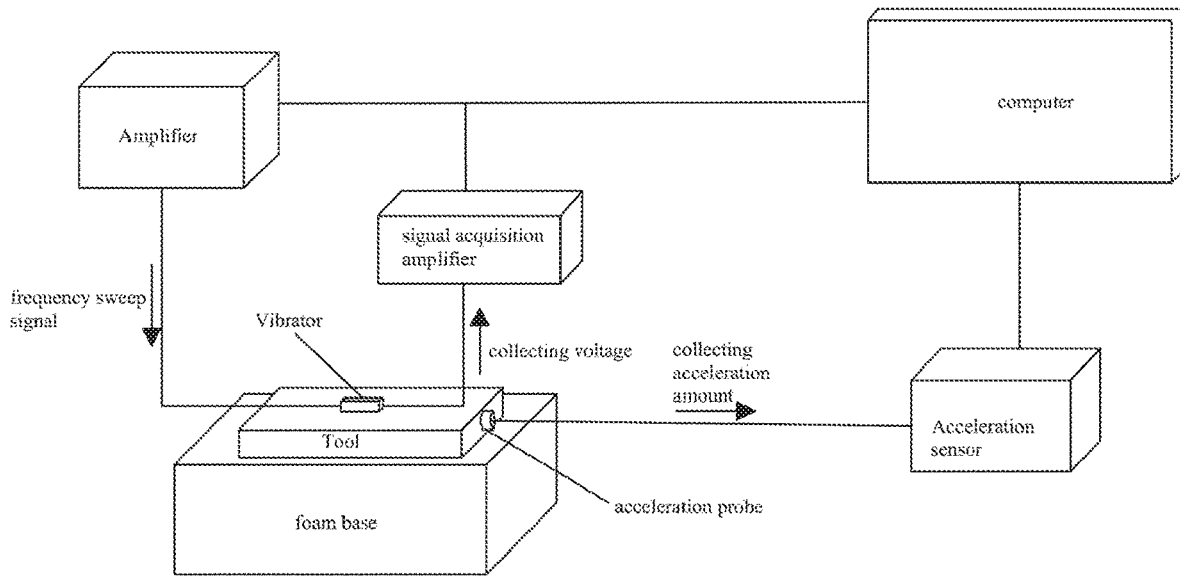 computer
Amplifier
signal acquisition
amplifier
frequency sweep
signal
Vibrator
collecting voltage
collecting
acceleration
amount
Tool
Acceleration
sensor
acceleration probe
foam base